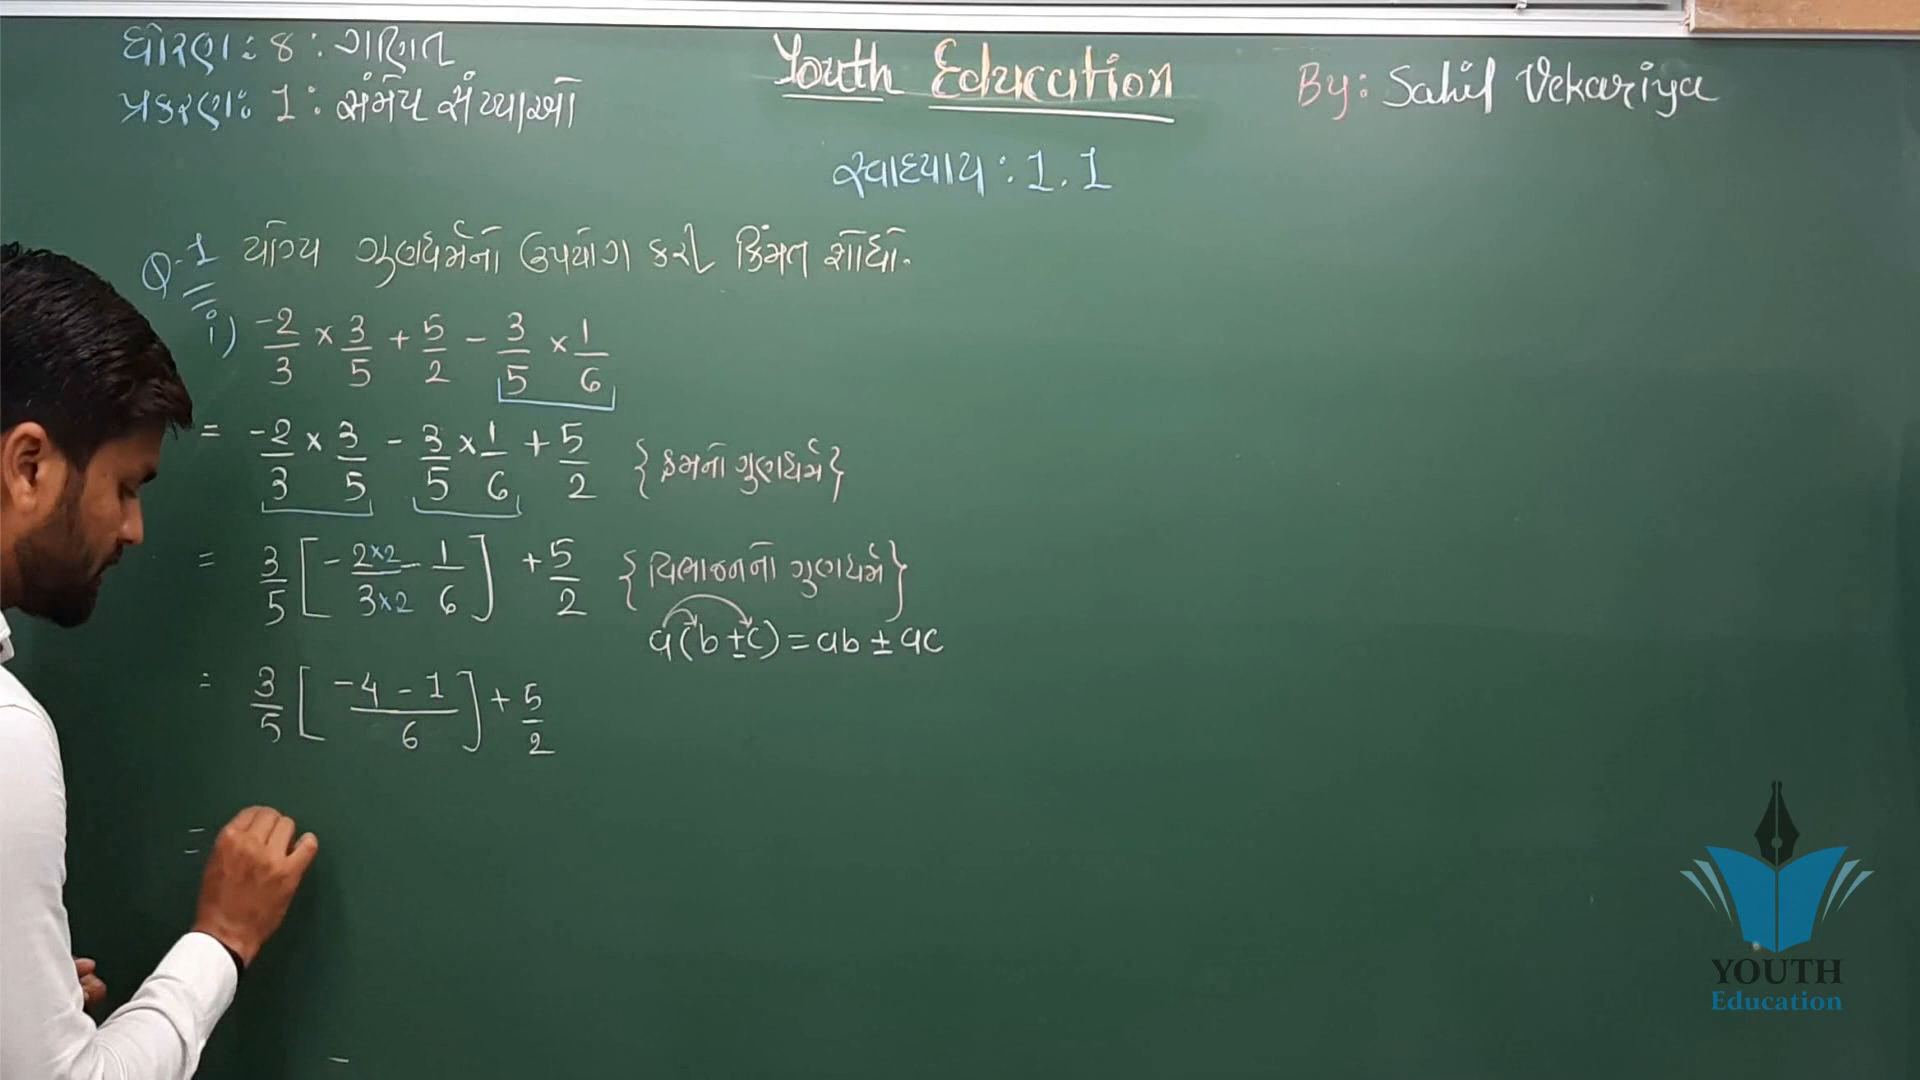 ધોરણ: ૪ : ગણિત
પ્રકરણ: 1 : સંમેય સંખ્યાઓ
Youth Education
By: Sahil Vekariya
સ્વાધ્યાય : 1.1
Q-1 યોગ્ય ગુણધર્મનો ઉપયોગ કરી કિંમત શોધો.
i) -2/3 × 3/5 + 5/2 - 3/5 × 1/6
= -2/3 × 3/5 - 3/5 × 1/6 + 5/2 {ક્રમનો ગુણધર્મ}
= 3/5 [ - 2×2/3×2 - 1/6 ] + 5/2 {વિભાજનનો ગુણધર્મ}
a(b ± c) = ab ± ac
= 3/5 [ -4 - 1/6 ] + 5/2
=
YOUTH
Education